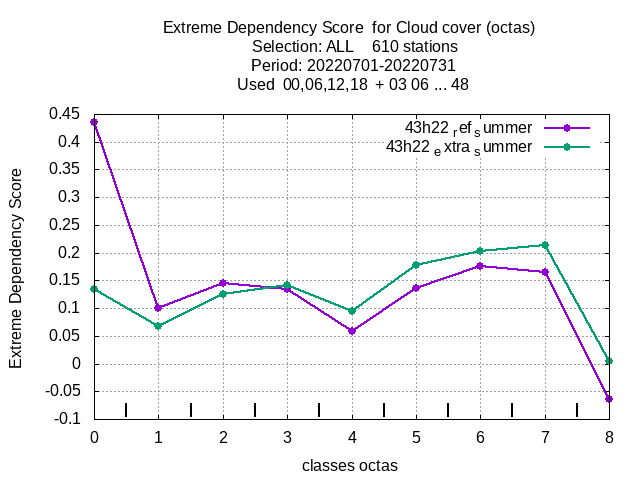 Extreme Dependency Score  for Cloud cover (octas)
Selection: ALL    610 stations
Period: 20220701-20220731
Used  00,06,12,18  + 03 06 ... 48
43h22 ref summer
43h22 extra summer
Extreme Dependency Score
0.45
0.4
0.35
0.3
0.25
0.2
0.15
0.1
0.05
0
-0.05
-0.1
0 1 2 3 4 5 6 7 8
classes octas